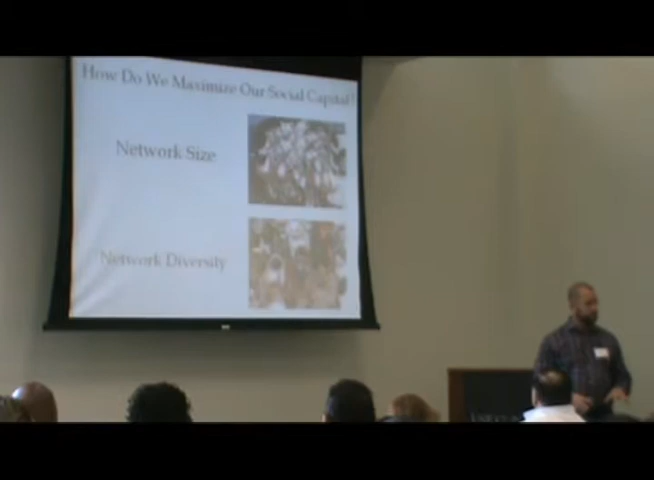 How Do We Maximize Our Social Capital?
Network Size
Network Diversity